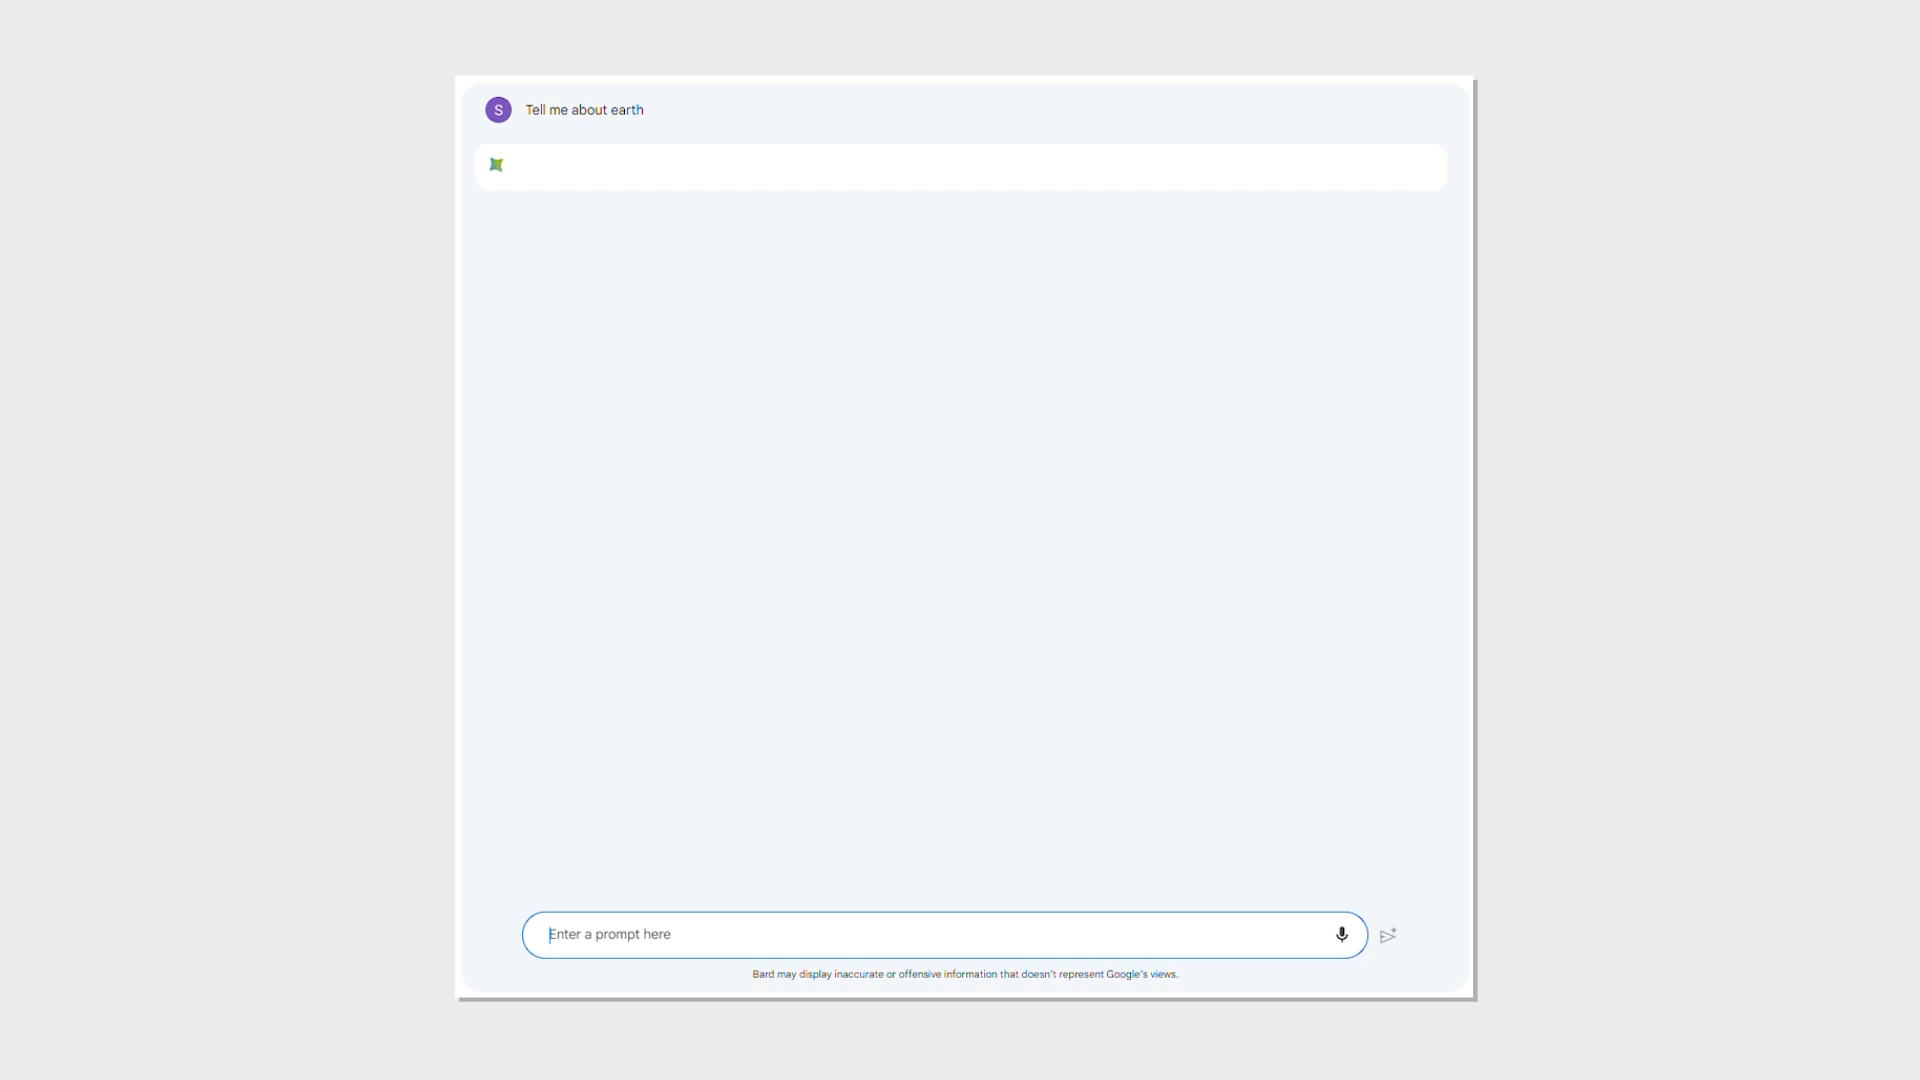 S
Tell me about earth
Enter a prompt here
Bard may display inaccurate or offensive information that doesn't represent Google's views.